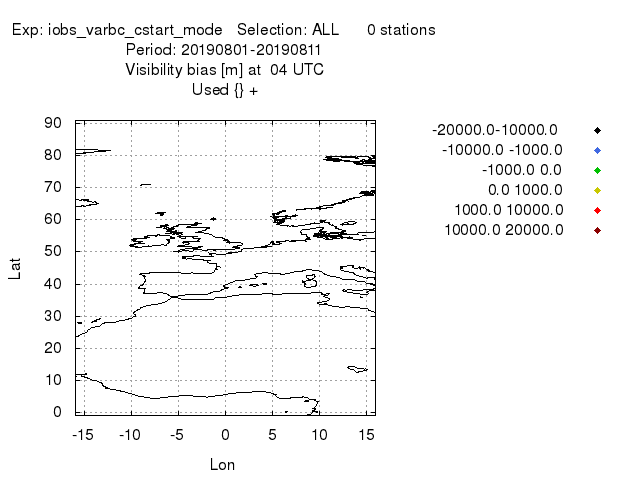 Exp: iobs_varbc_cstart_mode   Selection: ALL      0 stations
Period: 20190801-20190811
Visibility bias [m] at  04 UTC
Used {} +
-20000.0-10000.0
-10000.0 -1000.0
-1000.0 0.0
0.0 1000.0
1000.0 10000.0
10000.0 20000.0
90
80
70
60
50
40
30
20
10
0
Lat
-15 -10 -5 0 5 10 15
Lon